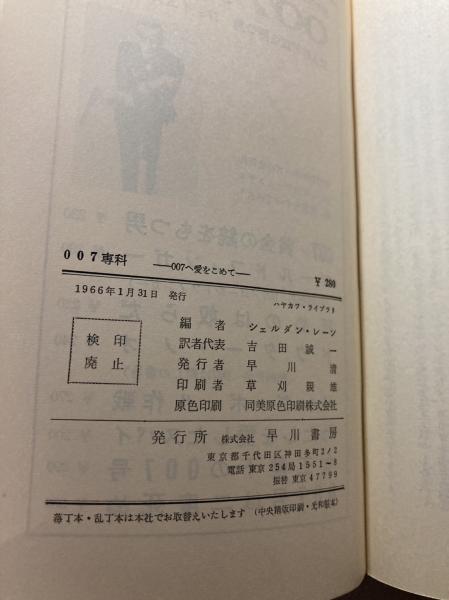 007専科 ――007へ愛をこめて――
¥ 280
1966年1月31日 発行
ハヤカワ・ライブラリ
検印
廃止
編者 シェルダン・レーン
訳者代表 吉田誠一
発行者 早川清
印刷者 草刈親雄
原色印刷 同美原色印刷株式会社
発行所 株式会社 早川書房
東京都千代田区神田多町2ノ2
電話 東京 254局 1551〜8
振替 東京 47799
落丁本・乱丁本は本社でお取替えいたします (中央精版印刷・光和製本)